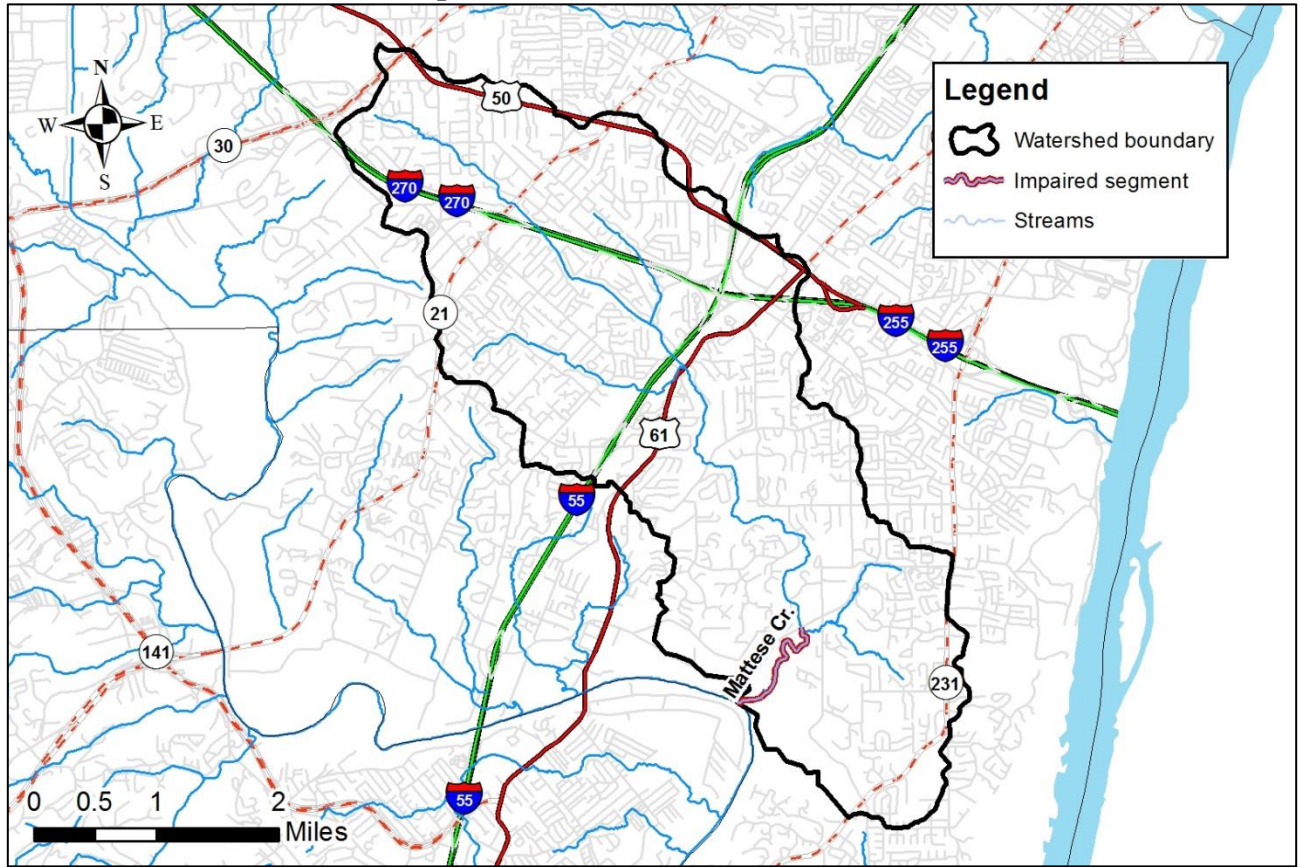 N
W E
S
50
30
270
270
21
255
255
61
55
Mattese Cr.
141
231
55
Legend
Watershed boundary
Impaired segment
Streams
0 0.5 1 2
Miles